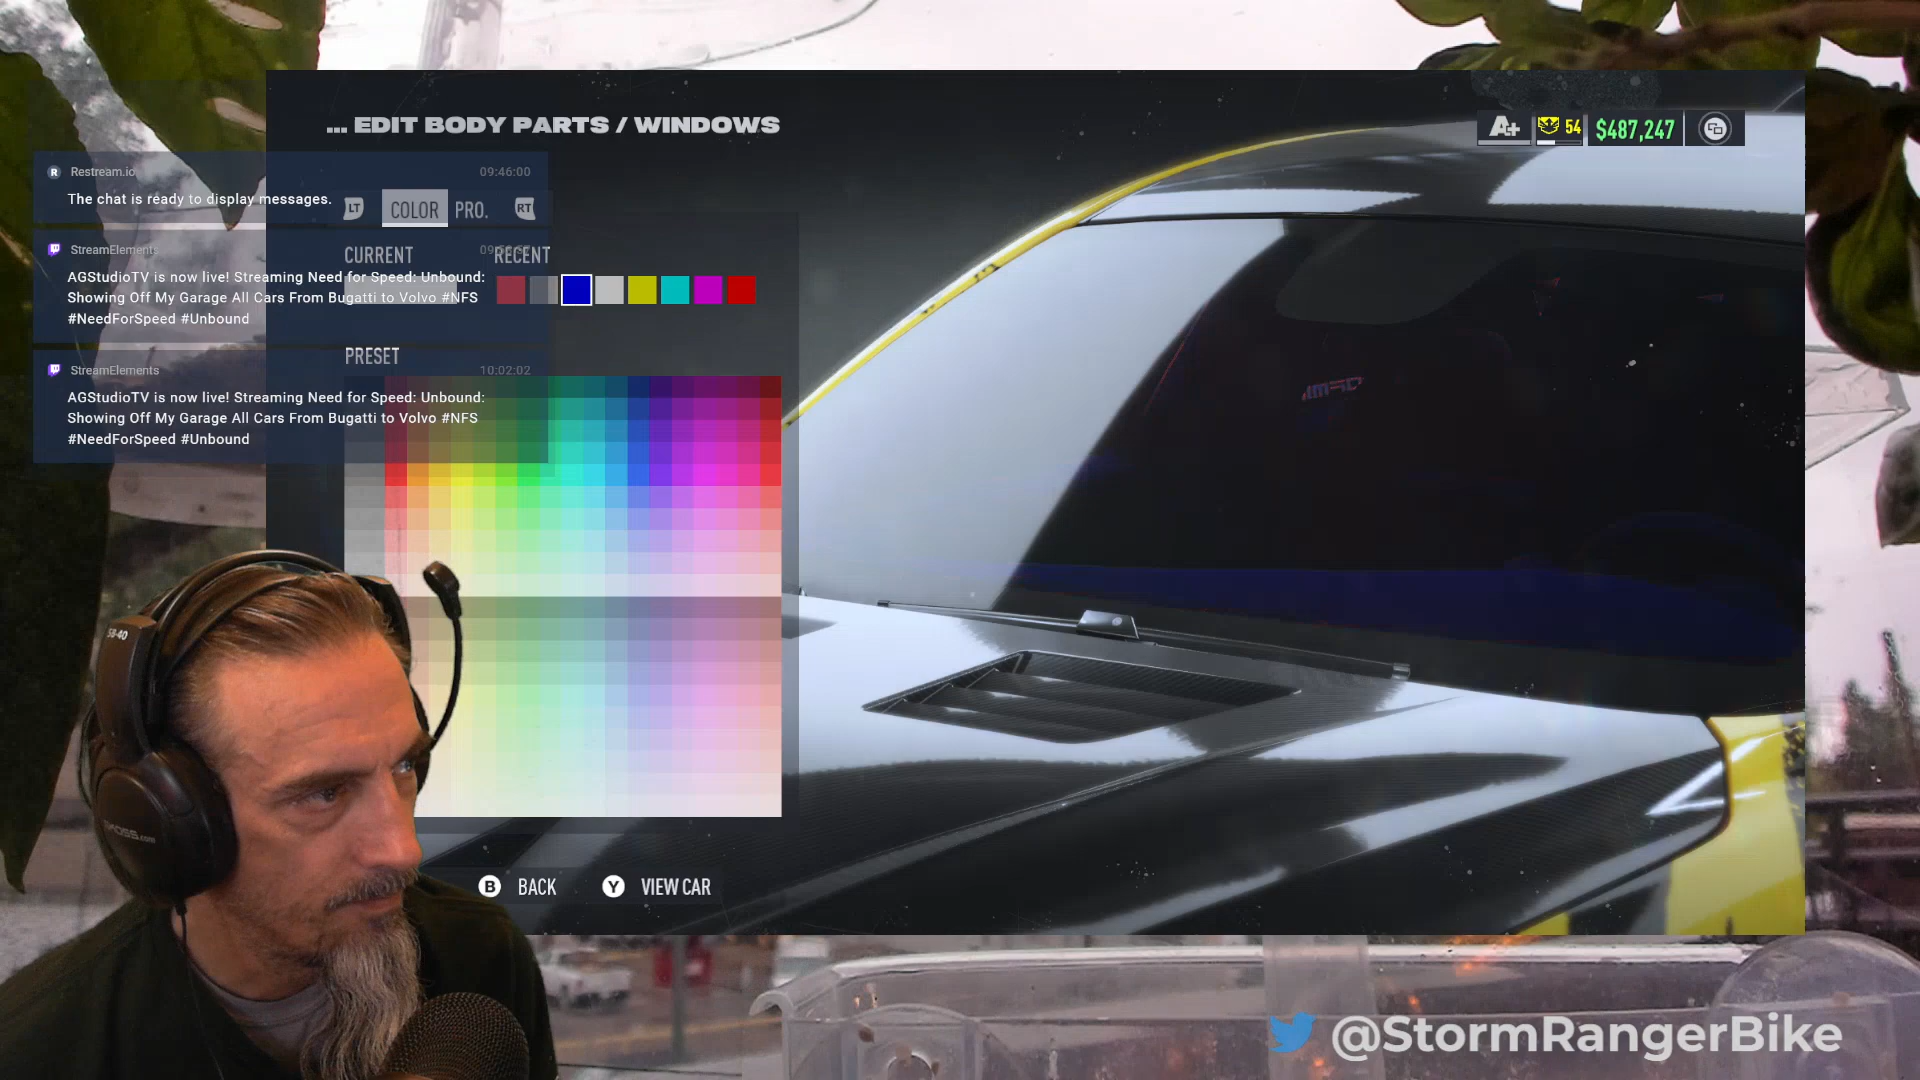 ... EDIT BODY PARTS / WINDOWS
A+
54
$487,247
Restream.io
09:46:00
The chat is ready to display messages.
LT
COLOR
PRO.
RT
StreamElements
CURRENT
RECENT
AGStudioTV is now live! Streaming Need for Speed: Unbound:
Showing Off My Garage All Cars From Bugatti to Volvo #NFS
#NeedForSpeed #Unbound
PRESET
StreamElements
10:02:02
AGStudioTV is now live! Streaming Need for Speed: Unbound:
Showing Off My Garage All Cars From Bugatti to Volvo #NFS
#NeedForSpeed #Unbound
SB-40
B BACK
Y VIEW CAR
@StormRangerBike